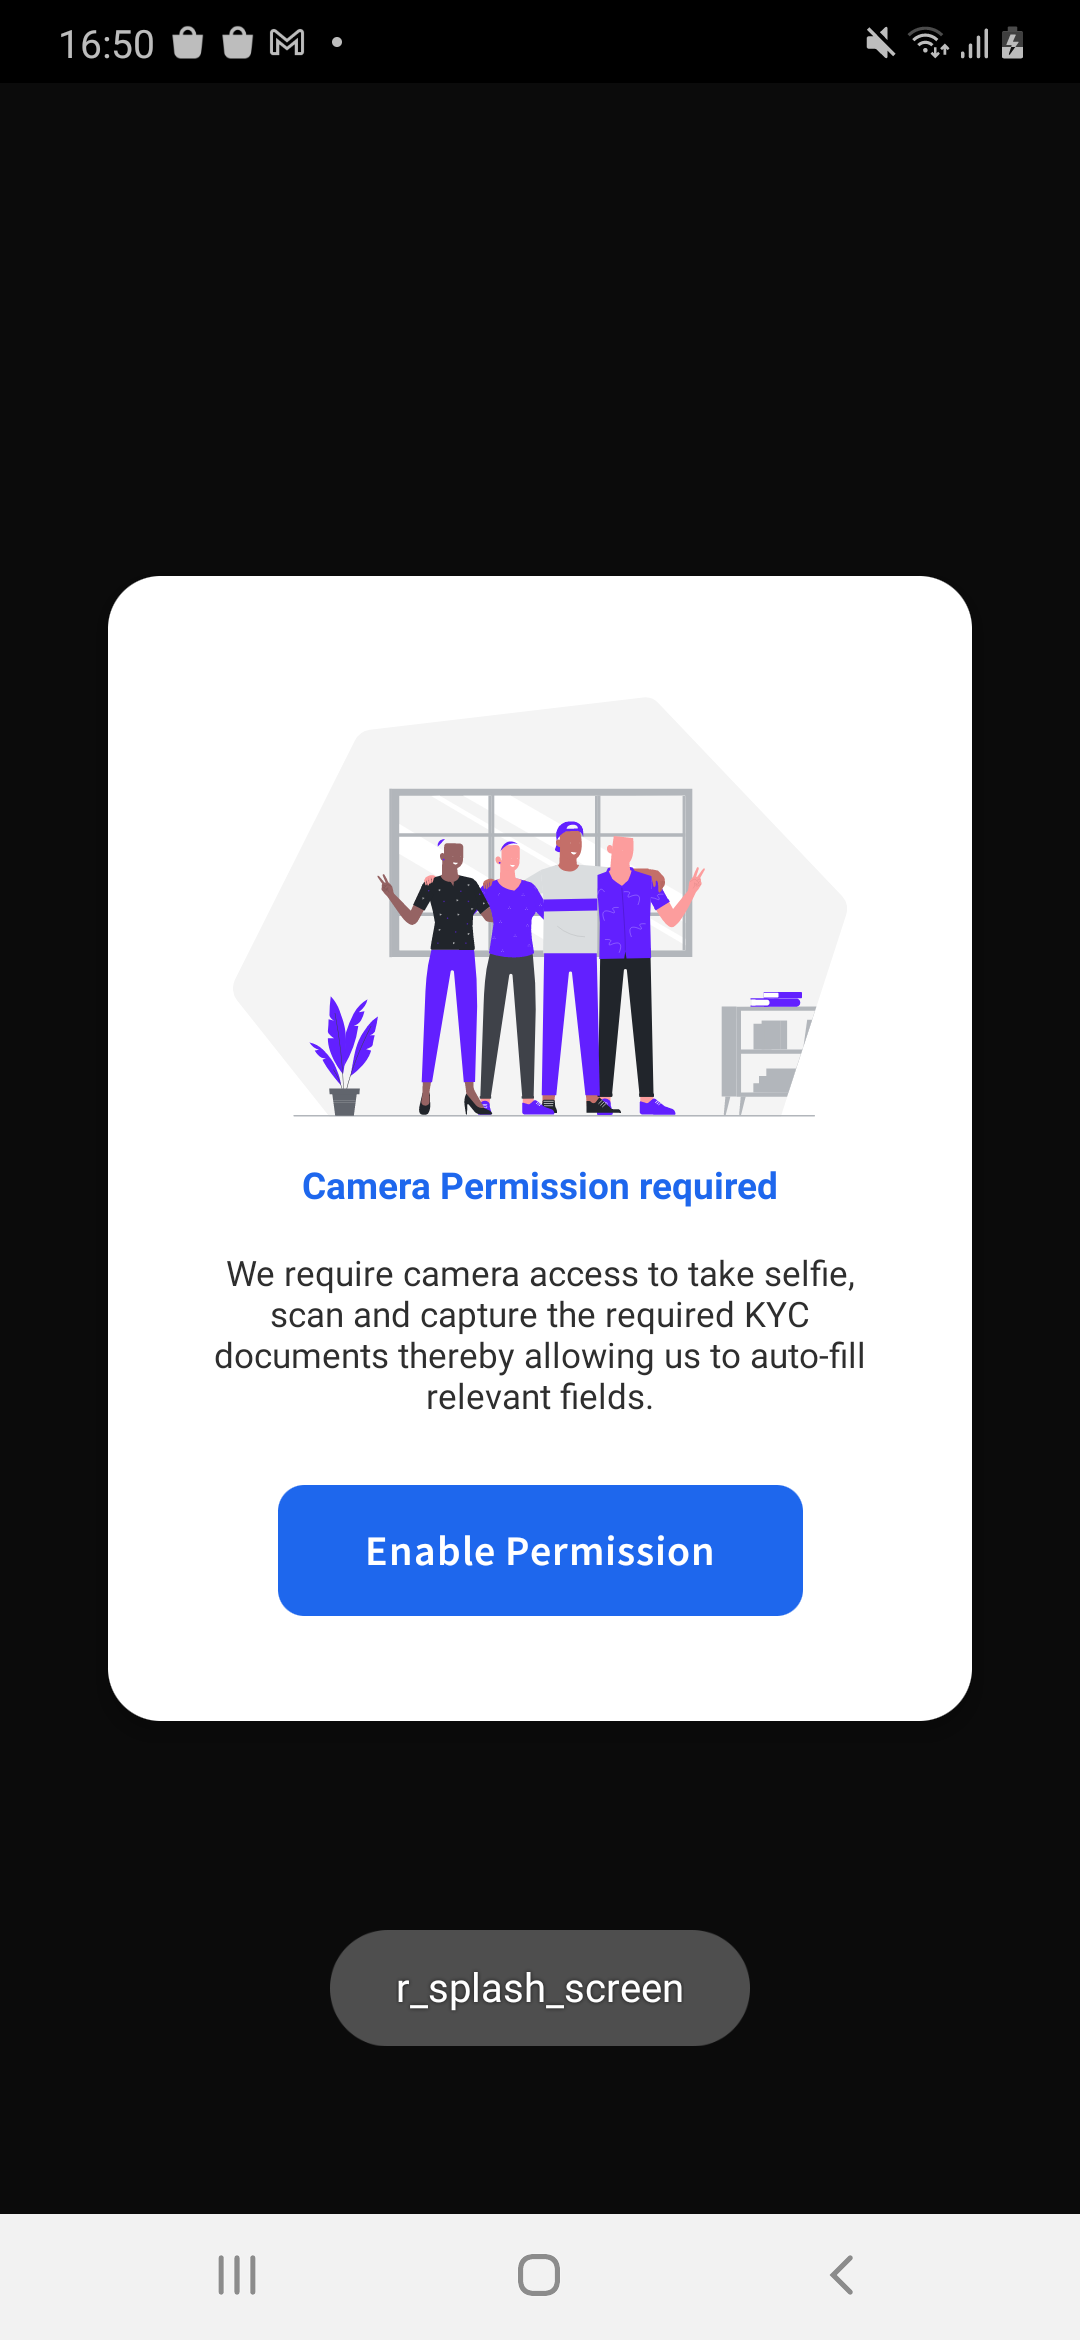 16:50
Camera Permission required
We require camera access to take selfie,
scan and capture the required KYC
documents thereby allowing us to auto-fill
relevant fields.
Enable Permission
r_splash_screen